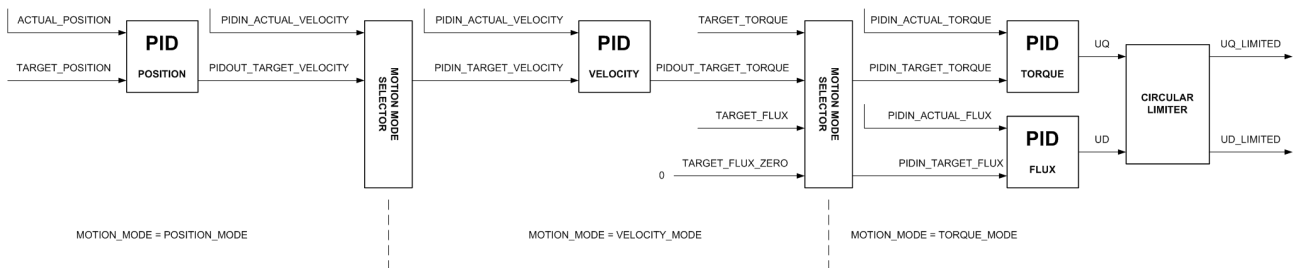 ACTUAL_POSITION
TARGET_POSITION
PID
POSITION
PIDIN_ACTUAL_VELOCITY
PIDOUT_TARGET_VELOCITY
MOTION MODE
SELECTOR
PIDIN_ACTUAL_VELOCITY
PIDIN_TARGET_VELOCITY
PID
VELOCITY
PIDOUT_TARGET_TORQUE
TARGET_TORQUE
TARGET_FLUX
TARGET_FLUX_ZERO
0
MOTION MODE
SELECTOR
PIDIN_ACTUAL_TORQUE
PIDIN_TARGET_TORQUE
PID
TORQUE
PIDIN_ACTUAL_FLUX
PIDIN_TARGET_FLUX
PID
FLUX
UQ
UD
CIRCULAR
LIMITER
UQ_LIMITED
UD_LIMITED
MOTION_MODE = POSITION_MODE
MOTION_MODE = VELOCITY_MODE
MOTION_MODE = TORQUE_MODE